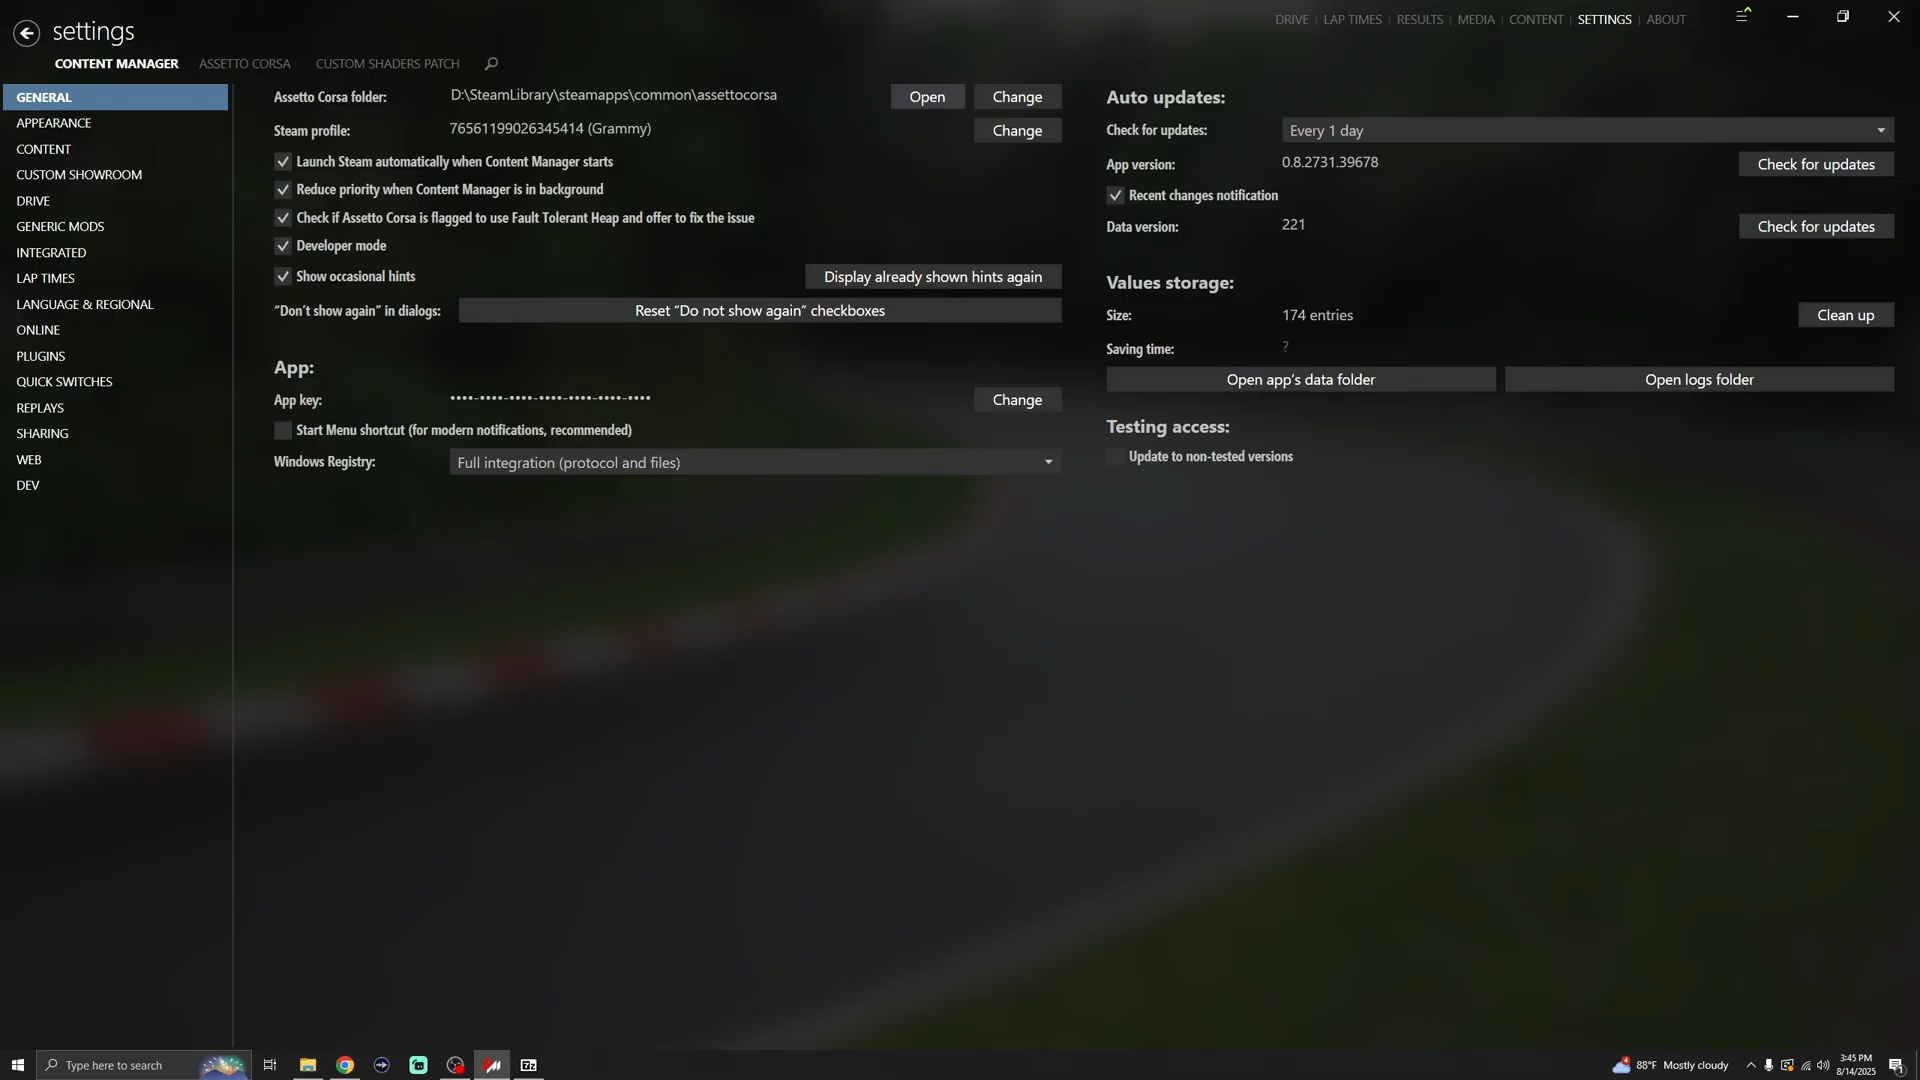 settings
DRIVE | LAP TIMES | RESULTS | MEDIA | CONTENT | SETTINGS | ABOUT
CONTENT MANAGER ASSETTO CORSA CUSTOM SHADERS PATCH
GENERAL
APPEARANCE
CONTENT
CUSTOM SHOWROOM
DRIVE
GENERIC MODS
INTEGRATED
LAP TIMES
LANGUAGE & REGIONAL
ONLINE
PLUGINS
QUICK SWITCHES
REPLAYS
SHARING
WEB
DEV
Assetto Corsa folder: D:\SteamLibrary\steamapps\common\assettocorsa Open Change
Steam profile: 76561199026345414 (Grammy) Change
Launch Steam automatically when Content Manager starts
Reduce priority when Content Manager is in background
Check if Assetto Corsa is flagged to use Fault Tolerant Heap and offer to fix the issue
Developer mode
Show occasional hints Display already shown hints again
“Don’t show again” in dialogs: Reset “Do not show again“ checkboxes
App:
App key: ••••-••••-••••-••••-••••-••••-•••• Change
Start Menu shortcut (for modern notifications, recommended)
Windows Registry: Full integration (protocol and files)
Auto updates:
Check for updates: Every 1 day
App version: 0.8.2731.39678 Check for updates
Recent changes notification
Data version: 221 Check for updates
Values storage:
Size: 174 entries Clean up
Saving time: ?
Open app’s data folder Open logs folder
Testing access:
Update to non-tested versions
Type here to search
7z
4
88°F Mostly cloudy
3:45 PM
8/14/2025
1